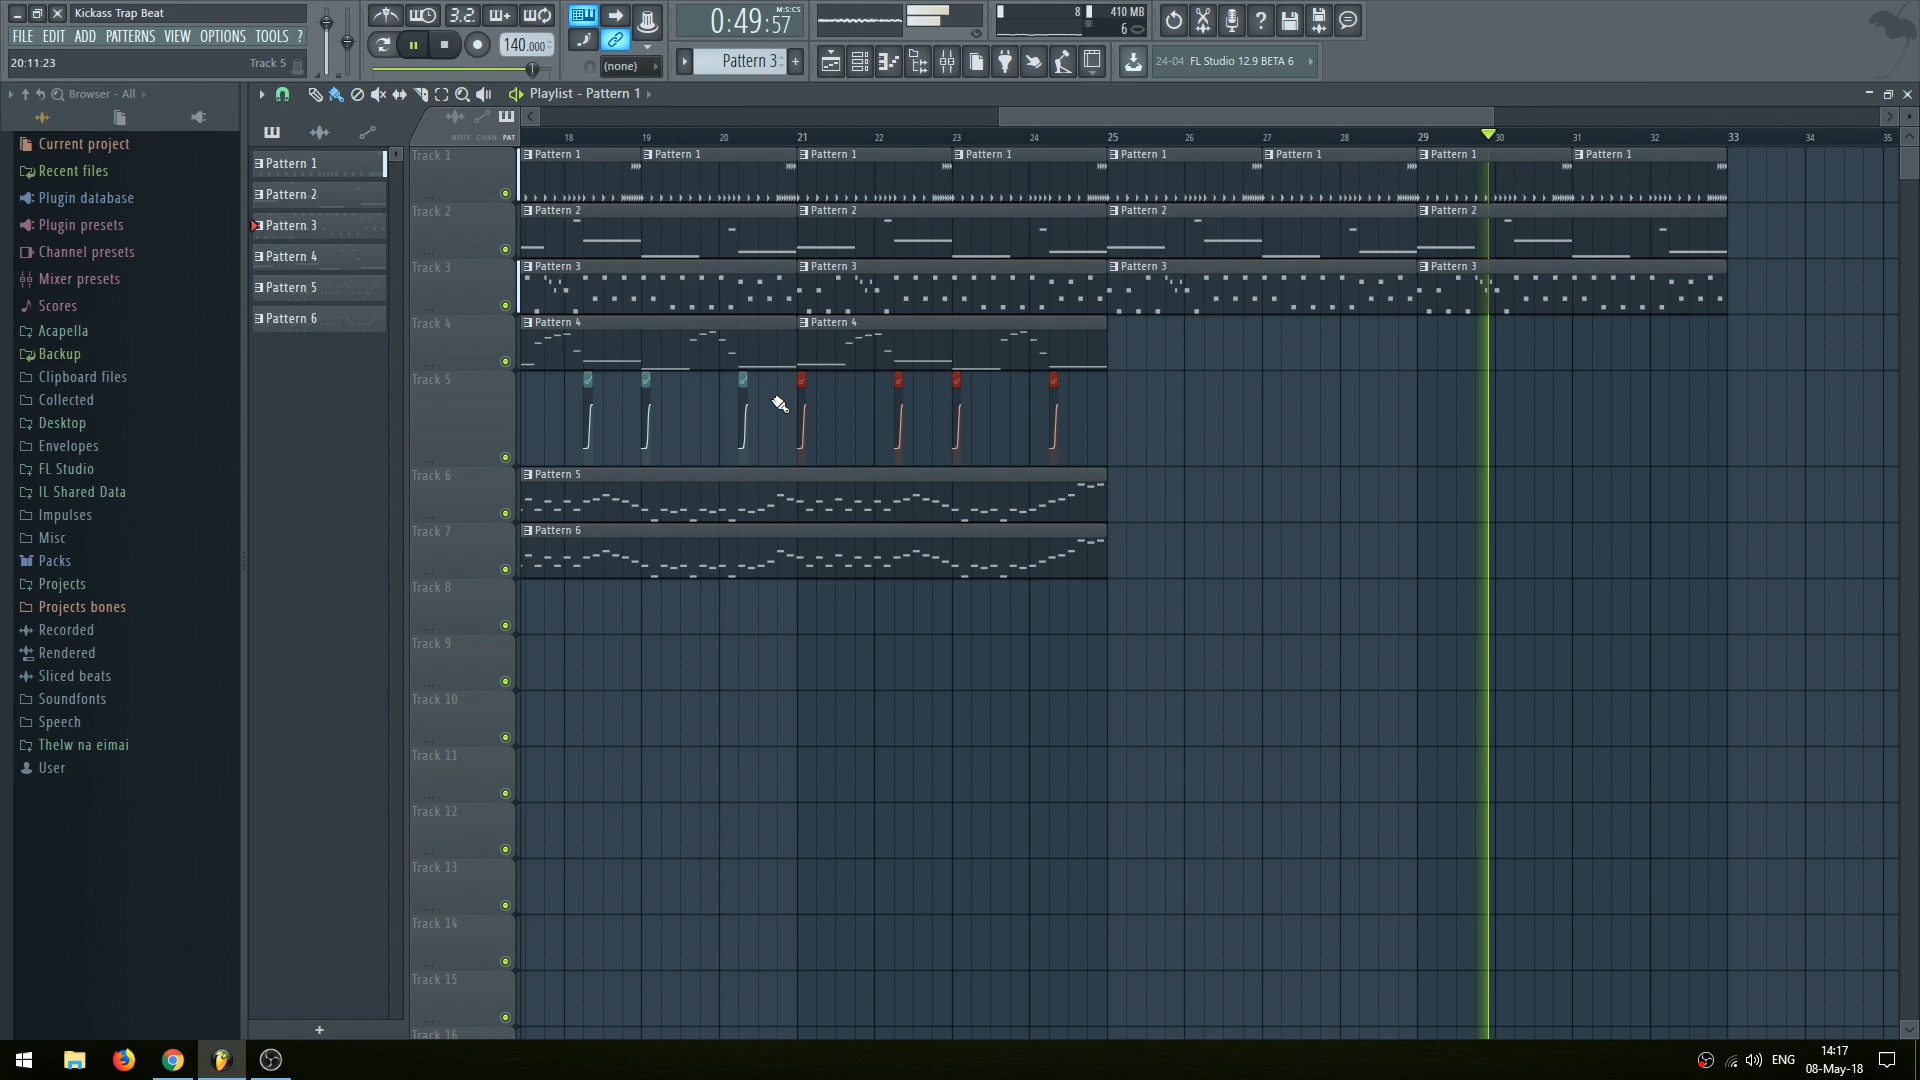 Kickass Trap Beat
FILE EDIT ADD PATTERNS VIEW OPTIONS TOOLS ?
20:11:23 Track 5
3.2.
140.000
(none)
0:49:57 M:S:CS
Pattern 3 +
8 410 MB
6
24-04 FL Studio 12.9 BETA 6
Browser - All
Playlist - Pattern 1
NOTE CHAN PAT
18 19 20 21 22 23 24 25 26 27 28 29 30 31 32 33 34 35
Current project
Recent files
Plugin database
Plugin presets
Channel presets
Mixer presets
Scores
Acapella
Backup
Clipboard files
Collected
Desktop
Envelopes
FL Studio
IL Shared Data
Impulses
Misc
Packs
Projects
Projects bones
Recorded
Rendered
Sliced beats
Soundfonts
Speech
Thelw na eimai
User
Pattern 1
Pattern 2
Pattern 3
Pattern 4
Pattern 5
Pattern 6
+
Track 1 Pattern 1 Pattern 1 Pattern 1 Pattern 1 Pattern 1 Pattern 1 Pattern 1 Pattern 1
Track 2 Pattern 2 Pattern 2 Pattern 2 Pattern 2
Track 3 Pattern 3 Pattern 3 Pattern 3 Pattern 3
Track 4 Pattern 4 Pattern 4
Track 5
Track 6 Pattern 5
Track 7 Pattern 6
Track 8
Track 9
Track 10
Track 11
Track 12
Track 13
Track 14
Track 15
Track 16
ENG
14:17
08-May-18